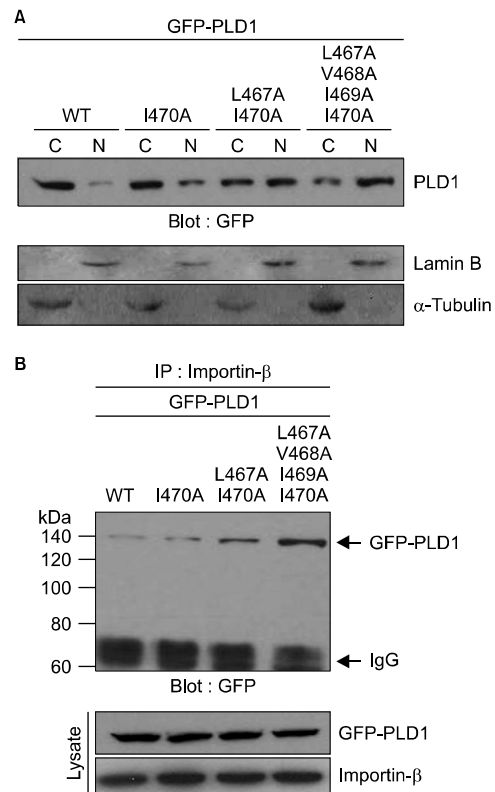 A
GFP-PLD1
L467A
V468A
L467A I469A
WT I470A I470A I470A
C N C N C N C N
PLD1
Blot : GFP
Lamin B
α-Tubulin
B
IP : Importin-β
GFP-PLD1
L467A
V468A
L467A I469A
WT I470A I470A I470A
kDa
140
GFP-PLD1
120
100
80
60
IgG
Blot : GFP
Lysate
GFP-PLD1
Importin-β